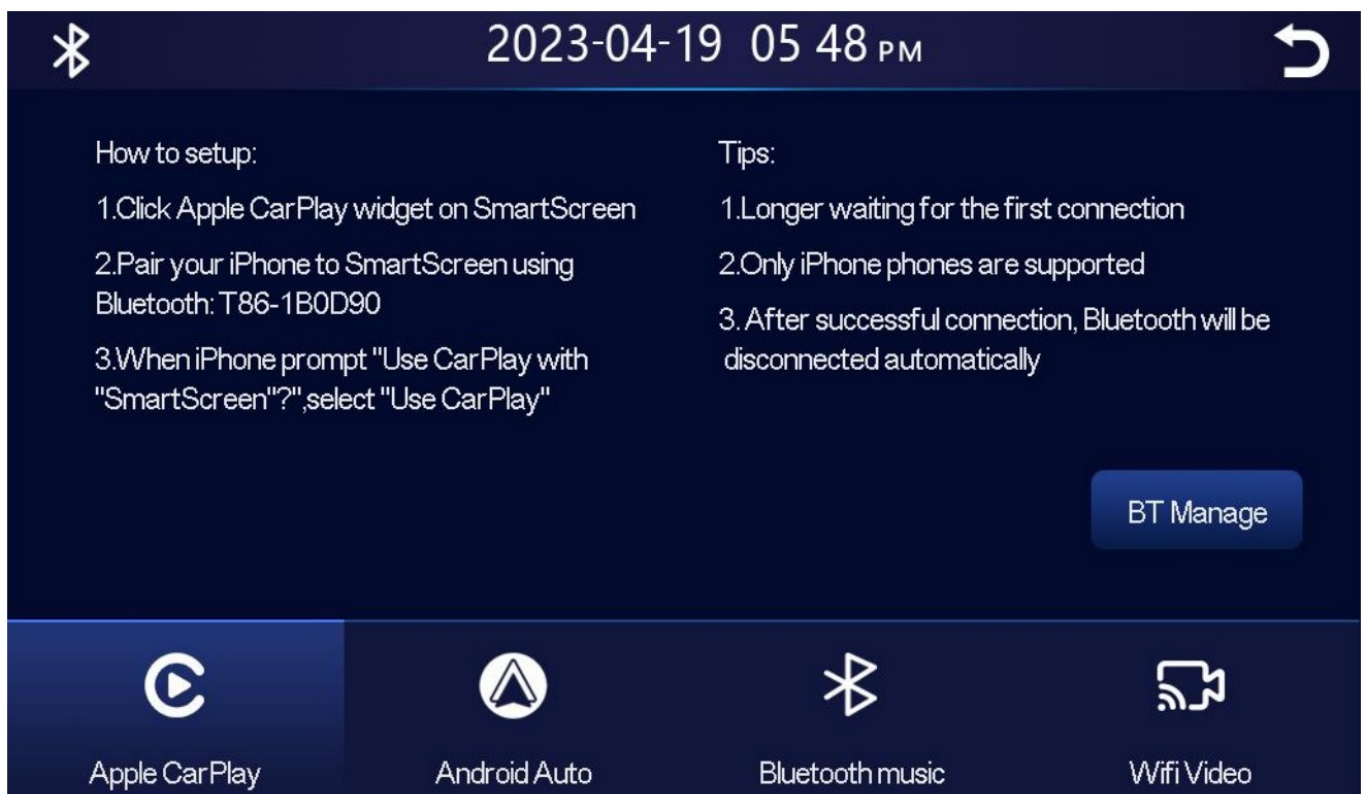 2023-04-19 05 48 PM
How to setup:
1.Click Apple CarPlay widget on SmartScreen
2.Pair your iPhone to SmartScreen using
Bluetooth: T86-1B0D90
3.When iPhone prompt "Use CarPlay with
"SmartScreen"?",select "Use CarPlay"
Tips:
1.Longer waiting for the first connection
2.Only iPhone phones are supported
3. After successful connection, Bluetooth will be
disconnected automatically
BT Manage
Apple CarPlay
Android Auto
Bluetooth music
Wifi Video